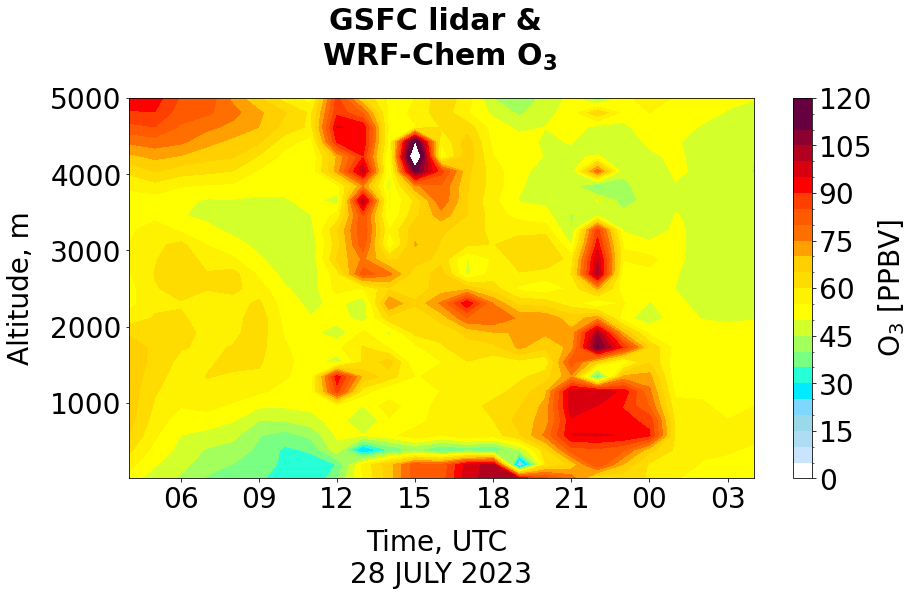 GSFC lidar &
WRF-Chem O₃
5000
4000
3000
2000
1000
Altitude, m
06 09 12 15 18 21 00 03
Time, UTC
28 JULY 2023
120
105
90
75
60
45
30
15
0
O₃ [PPBV]